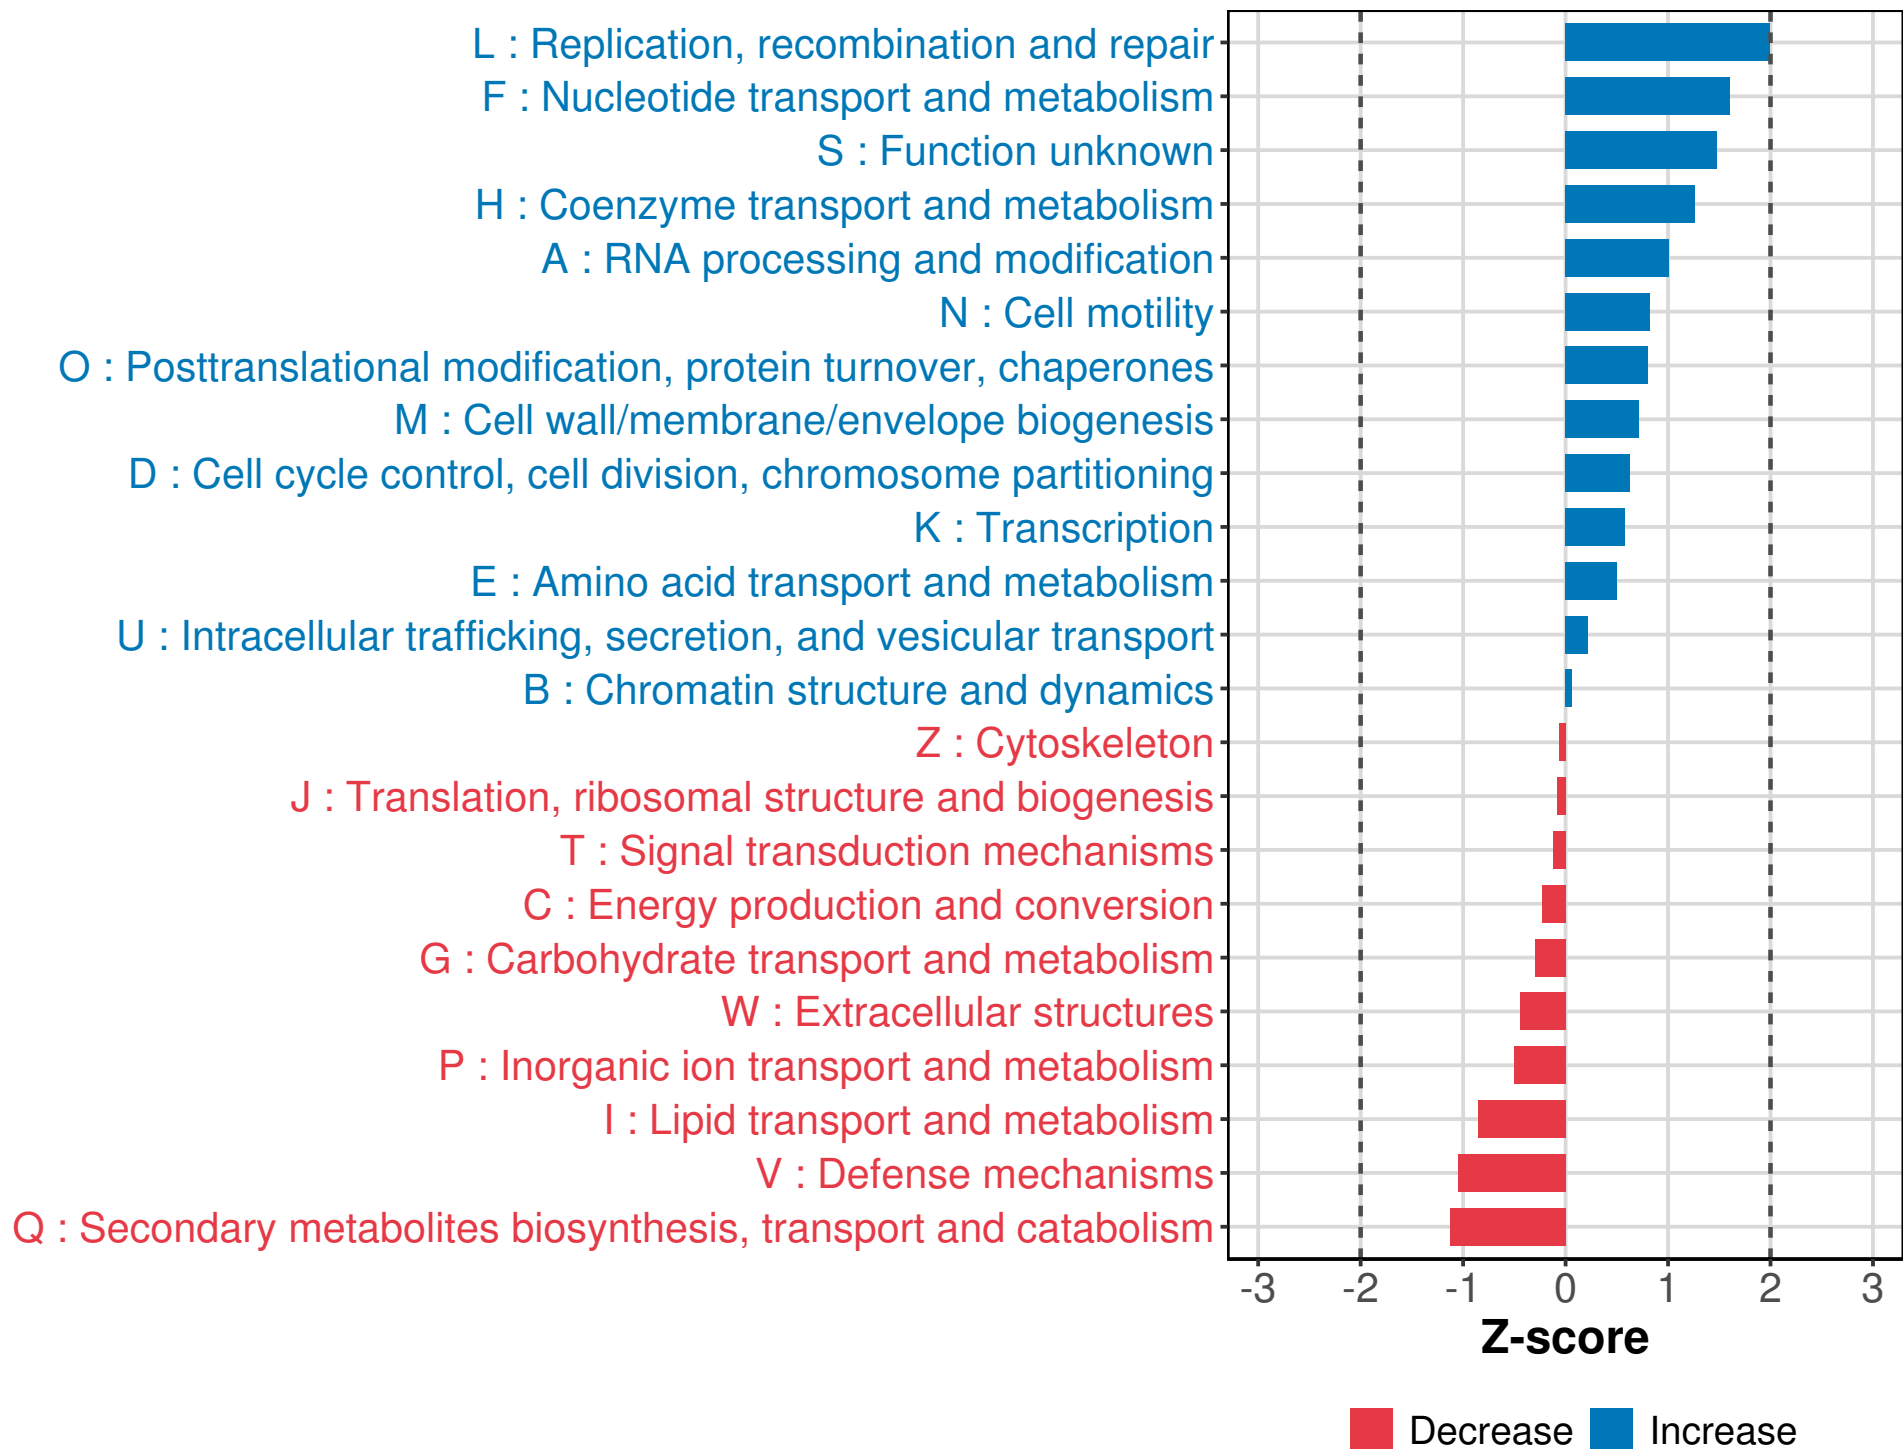 L : Replication, recombination and repair
F : Nucleotide transport and metabolism
S : Function unknown
H : Coenzyme transport and metabolism
A : RNA processing and modification
N : Cell motility
O : Posttranslational modification, protein turnover, chaperones
M : Cell wall/membrane/envelope biogenesis
D : Cell cycle control, cell division, chromosome partitioning
K : Transcription
E : Amino acid transport and metabolism
U : Intracellular trafficking, secretion, and vesicular transport
B : Chromatin structure and dynamics
Z : Cytoskeleton
J : Translation, ribosomal structure and biogenesis
T : Signal transduction mechanisms
C : Energy production and conversion
G : Carbohydrate transport and metabolism
W : Extracellular structures
P : Inorganic ion transport and metabolism
I : Lipid transport and metabolism
V : Defense mechanisms
Q : Secondary metabolites biosynthesis, transport and catabolism
-3 -2 -1 0 1 2 3
Z-score
Decrease Increase